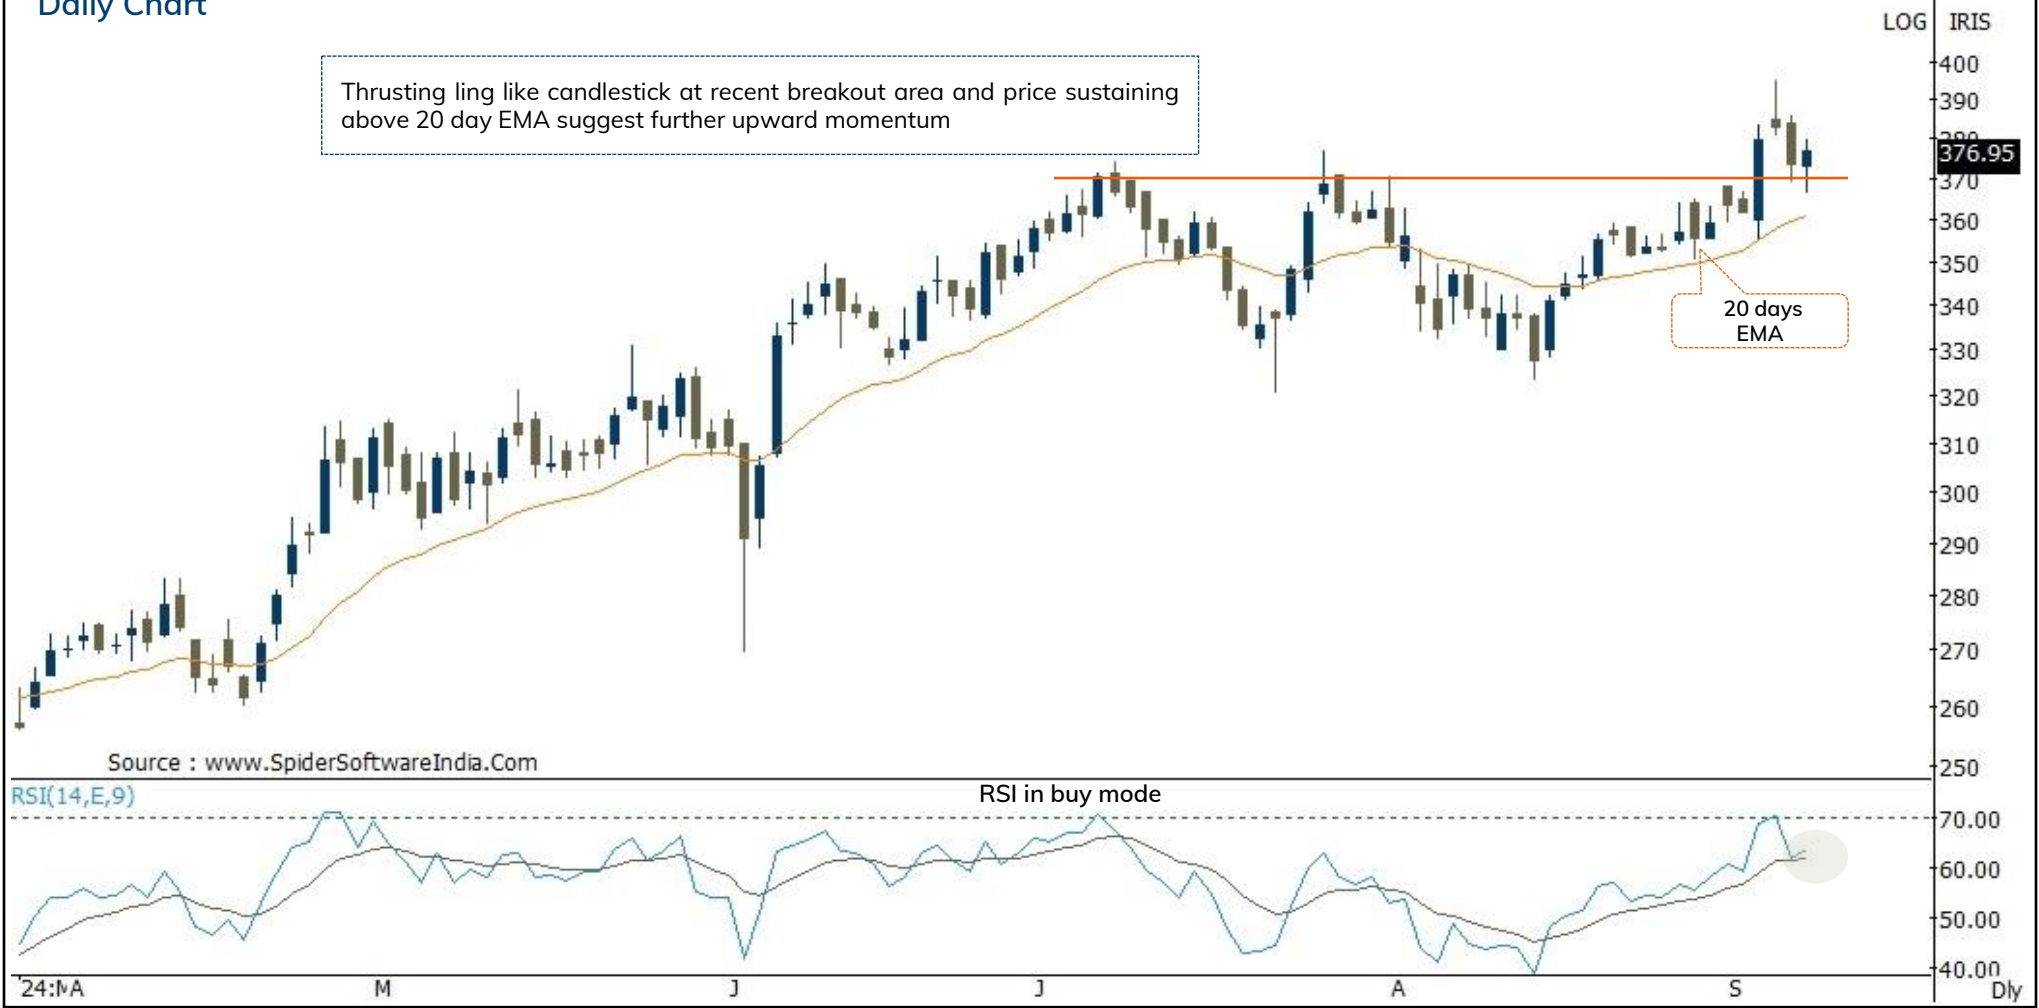 Daily Chart
LOG
IRIS
Thrusting ling like candlestick at recent breakout area and price sustaining
above 20 day EMA suggest further upward momentum
400
390
380
376.95
370
360
350
340
330
320
310
300
290
280
270
260
250
20 days
EMA
Source : www.SpiderSoftwareIndia.Com
RSI(14,E,9)
RSI in buy mode
70.00
60.00
50.00
40.00
M
J
J
A
S
Dly